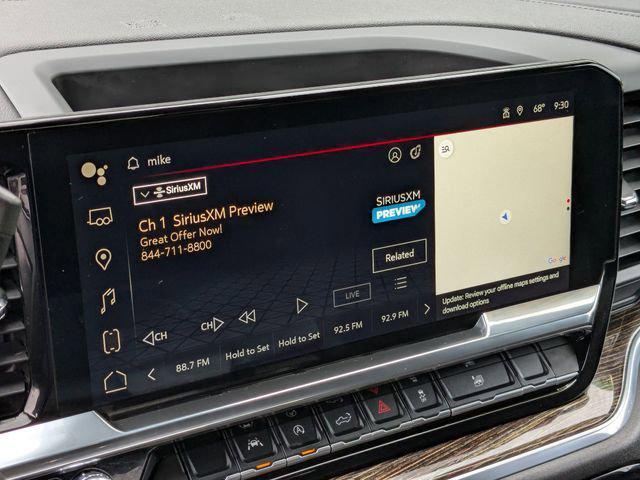 mike
68° 9:30
SiriusXM
Ch 1 SiriusXM Preview
Great Offer Now!
844-711-8800
SIRIUSXM
PREVIEW
Related
Google
Update: Review your offline maps settings and
download options
CH
CH
LIVE
88.7 FM
Hold to Set
Hold to Set
92.5 FM
92.9 FM